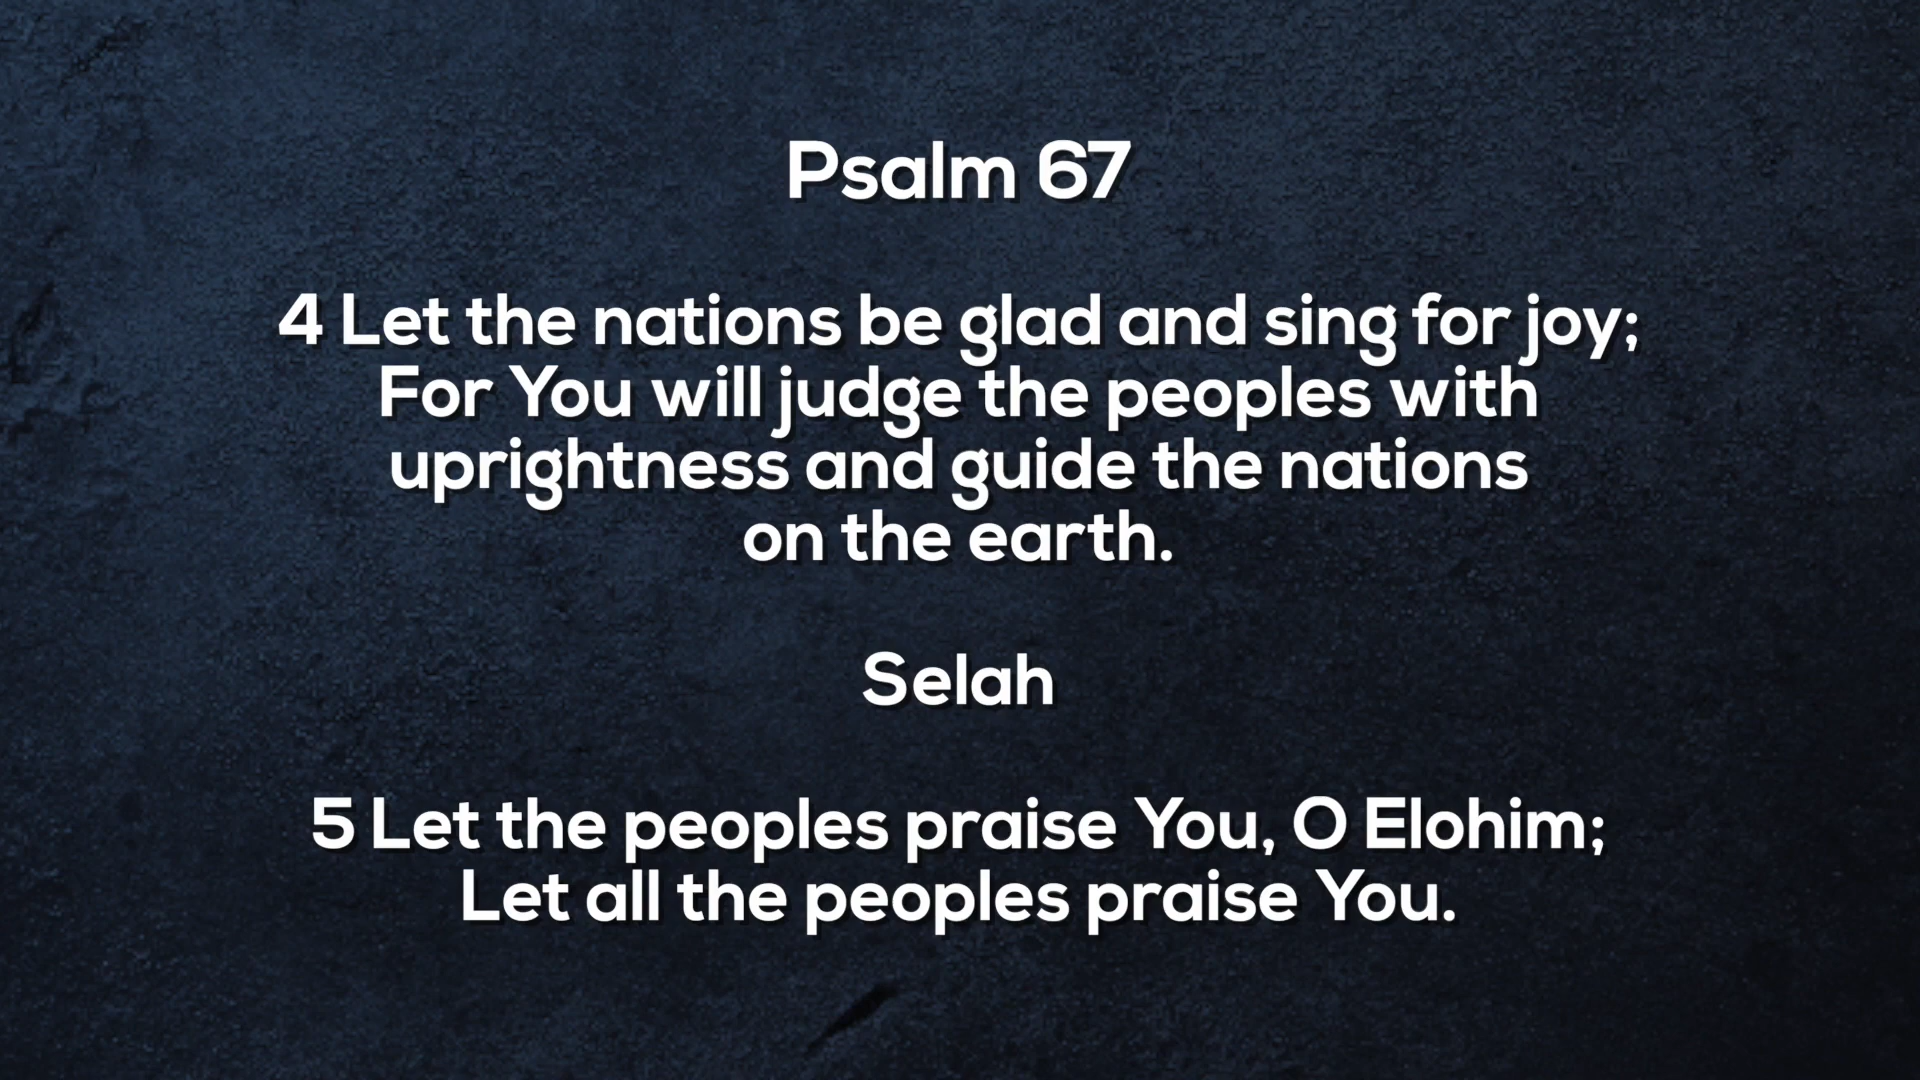 Psalm 67
4 Let the nations be glad and sing for joy;
For You will judge the peoples with
uprightness and guide the nations
on the earth.
Selah
5 Let the peoples praise You, O Elohim;
Let all the peoples praise You.